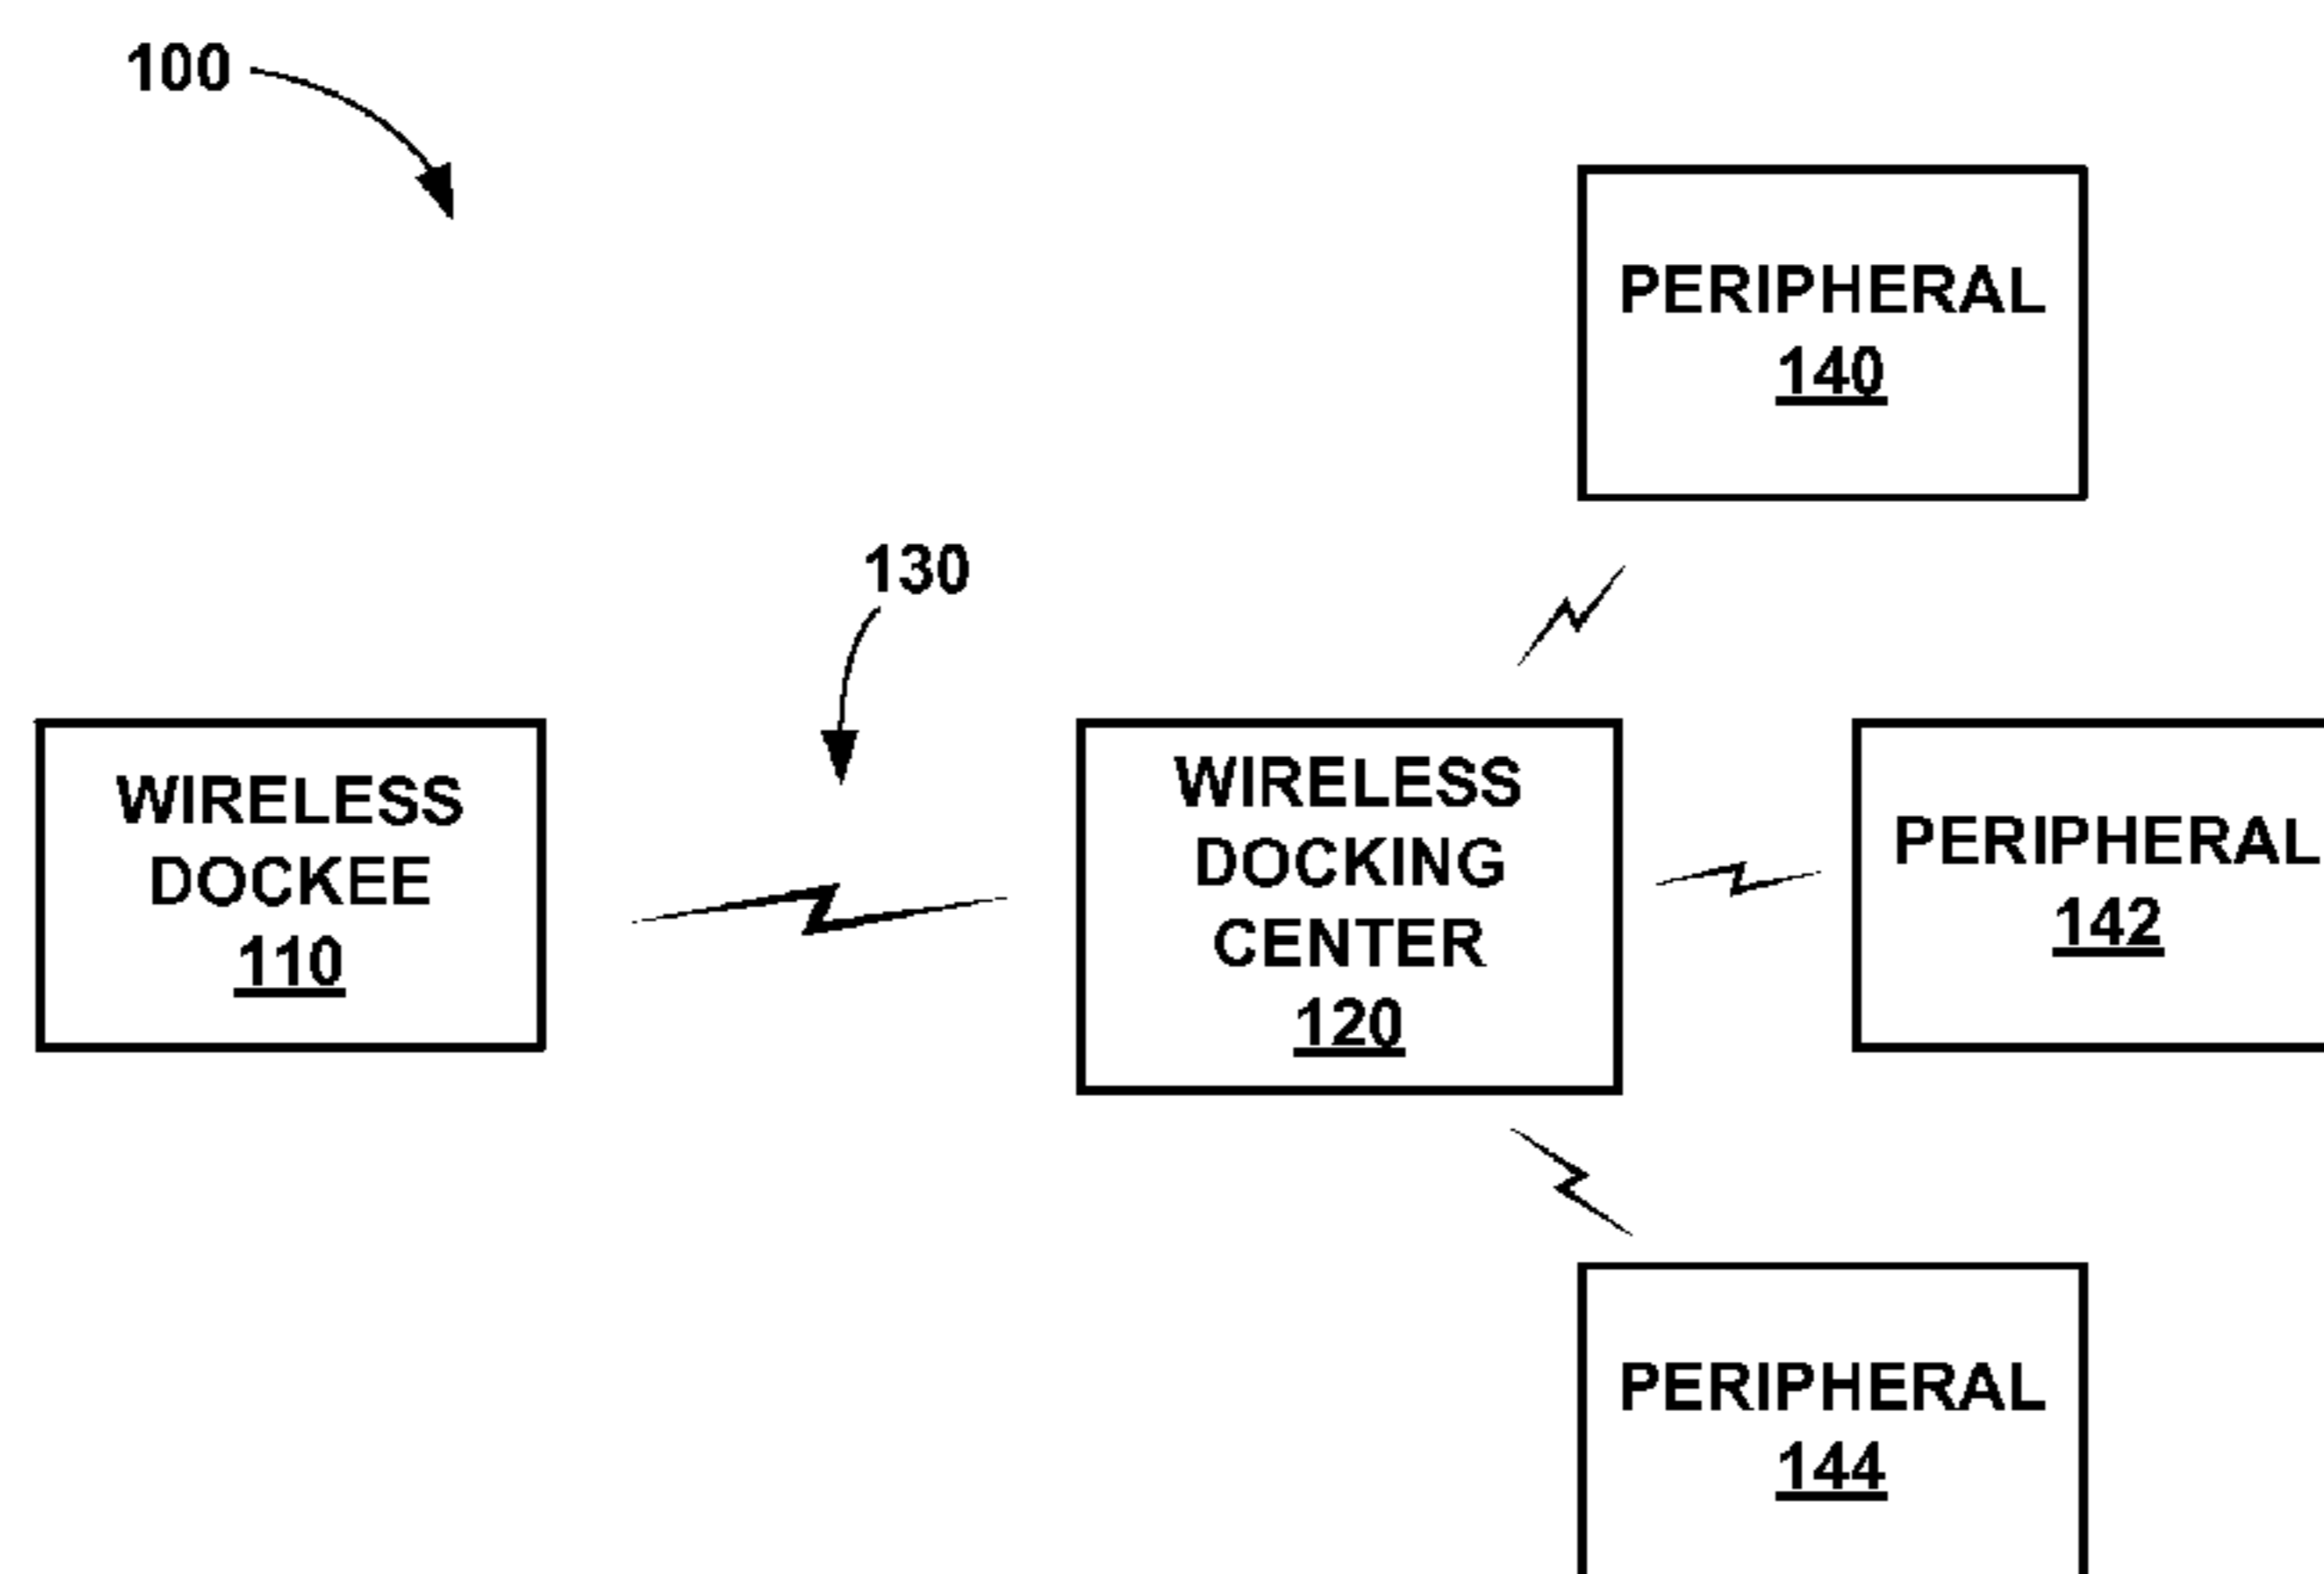 100
PERIPHERAL
140
130
WIRELESS
DOCKEE
110
WIRELESS
DOCKING
CENTER
120
PERIPHERAL
142
PERIPHERAL
144